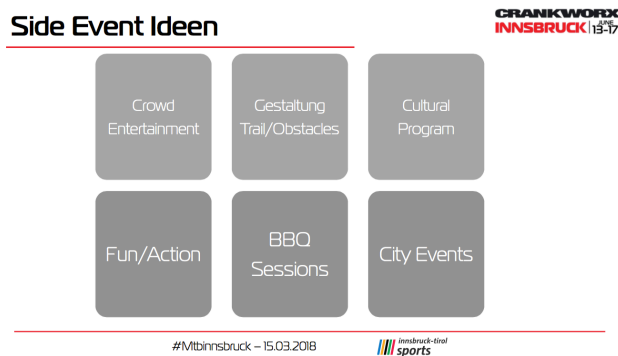 Side Event Ideen
CRANKWORX
INNSBRUCK | JUNE 13-17
Crowd
Entertainment
Gestaltung
Trail/Obstacles
Cultural
Program
Fun/Action
BBQ
Sessions
City Events
#Mtbinnsbruck – 15.03.2018
innsbruck-tirol
sports